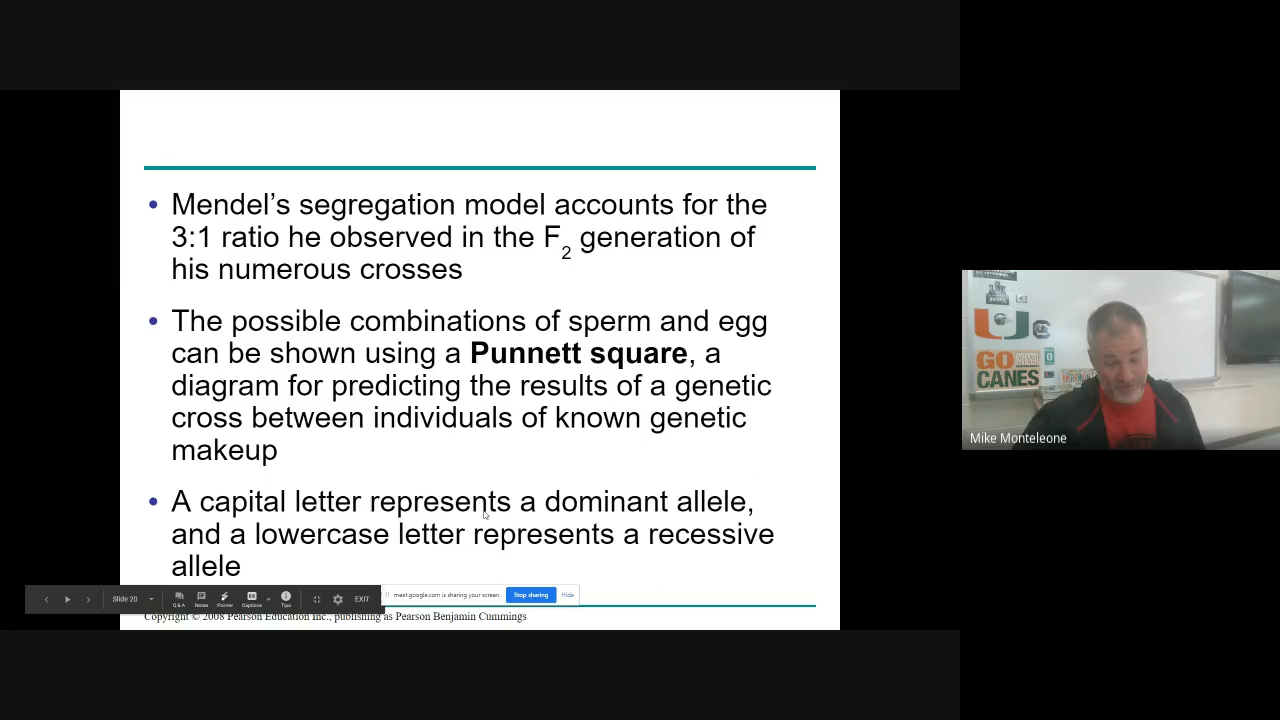 • Mendel’s segregation model accounts for the
3:1 ratio he observed in the F2 generation of
his numerous crosses
• The possible combinations of sperm and egg
can be shown using a Punnett square, a
diagram for predicting the results of a genetic
cross between individuals of known genetic
makeup
• A capital letter represents a dominant allele,
and a lowercase letter represents a recessive
allele
Slide 20
Q & A
Notes
Pointer
Captions
Tips
EXIT
meet.google.com is sharing your screen.
Stop sharing
Hide
Copyright © 2008 Pearson Education Inc., publishing as Pearson Benjamin Cummings
U
GO
CANES
Mike Monteleone